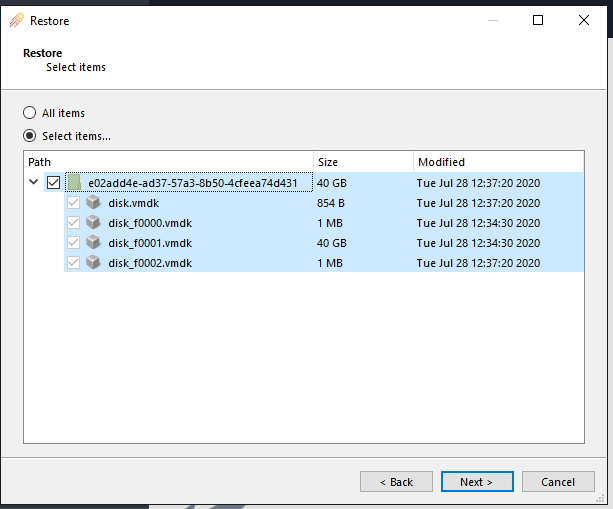 Restore
Restore
Select items
All items
Select items...
Path Size Modified
e02add4e-ad37-57a3-8b50-4cfeea74d431 40 GB Tue Jul 28 12:37:20 2020
disk.vmdk 854 B Tue Jul 28 12:37:20 2020
disk_f0000.vmdk 1 MB Tue Jul 28 12:34:30 2020
disk_f0001.vmdk 40 GB Tue Jul 28 12:34:30 2020
disk_f0002.vmdk 1 MB Tue Jul 28 12:37:20 2020
< Back Next > Cancel